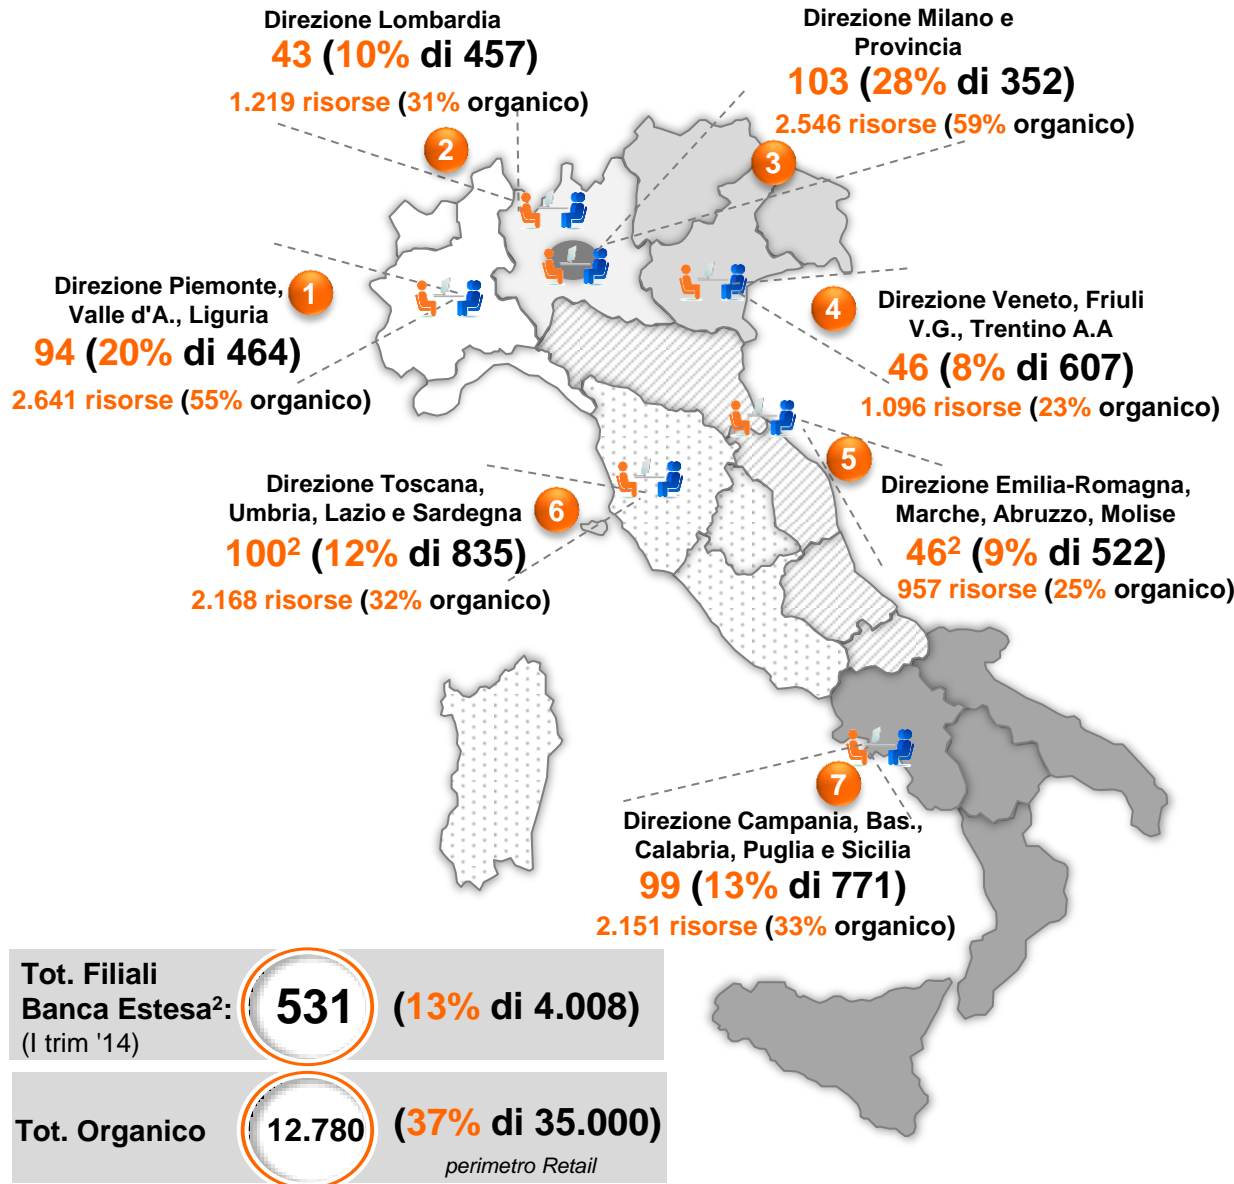 Direzione Lombardia
43 (10% di 457)
1.219 risorse (31% organico)
2
Direzione Milano e
Provincia
103 (28% di 352)
2.546 risorse (59% organico)
3
1
Direzione Piemonte,
Valle d'A., Liguria
94 (20% di 464)
2.641 risorse (55% organico)
4
Direzione Veneto, Friuli
V.G., Trentino A.A
46 (8% di 607)
1.096 risorse (23% organico)
5
Direzione Emilia-Romagna,
Marche, Abruzzo, Molise
46² (9% di 522)
957 risorse (25% organico)
6
Direzione Toscana,
Umbria, Lazio e Sardegna
100² (12% di 835)
2.168 risorse (32% organico)
7
Direzione Campania, Bas.,
Calabria, Puglia e Sicilia
99 (13% di 771)
2.151 risorse (33% organico)
Tot. Filiali
Banca Estesa²:
(I trim '14)
531
(13% di 4.008)
Tot. Organico
12.780
(37% di 35.000)
perimetro Retail